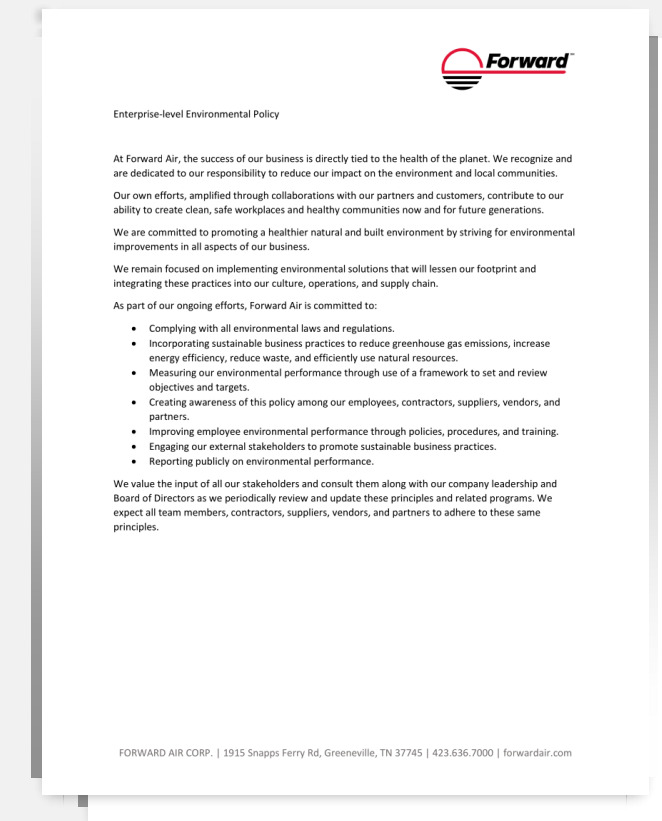 Forward™
Enterprise-level Environmental Policy
At Forward Air, the success of our business is directly tied to the health of the planet. We recognize and
are dedicated to our responsibility to reduce our impact on the environment and local communities.
Our own efforts, amplified through collaborations with our partners and customers, contribute to our
ability to create clean, safe workplaces and healthy communities now and for future generations.
We are committed to promoting a healthier natural and built environment by striving for environmental
improvements in all aspects of our business.
We remain focused on implementing environmental solutions that will lessen our footprint and
integrating these practices into our culture, operations, and supply chain.
As part of our ongoing efforts, Forward Air is committed to:
• Complying with all environmental laws and regulations.
• Incorporating sustainable business practices to reduce greenhouse gas emissions, increase
energy efficiency, reduce waste, and efficiently use natural resources.
• Measuring our environmental performance through use of a framework to set and review
objectives and targets.
• Creating awareness of this policy among our employees, contractors, suppliers, vendors, and
partners.
• Improving employee environmental performance through policies, procedures, and training.
• Engaging our external stakeholders to promote sustainable business practices.
• Reporting publicly on environmental performance.
We value the input of all our stakeholders and consult them along with our company leadership and
Board of Directors as we periodically review and update these principles and related programs. We
expect all team members, contractors, suppliers, vendors, and partners to adhere to these same
principles.
FORWARD AIR CORP. | 1915 Snapps Ferry Rd, Greeneville, TN 37745 | 423.636.7000 | forwardair.com